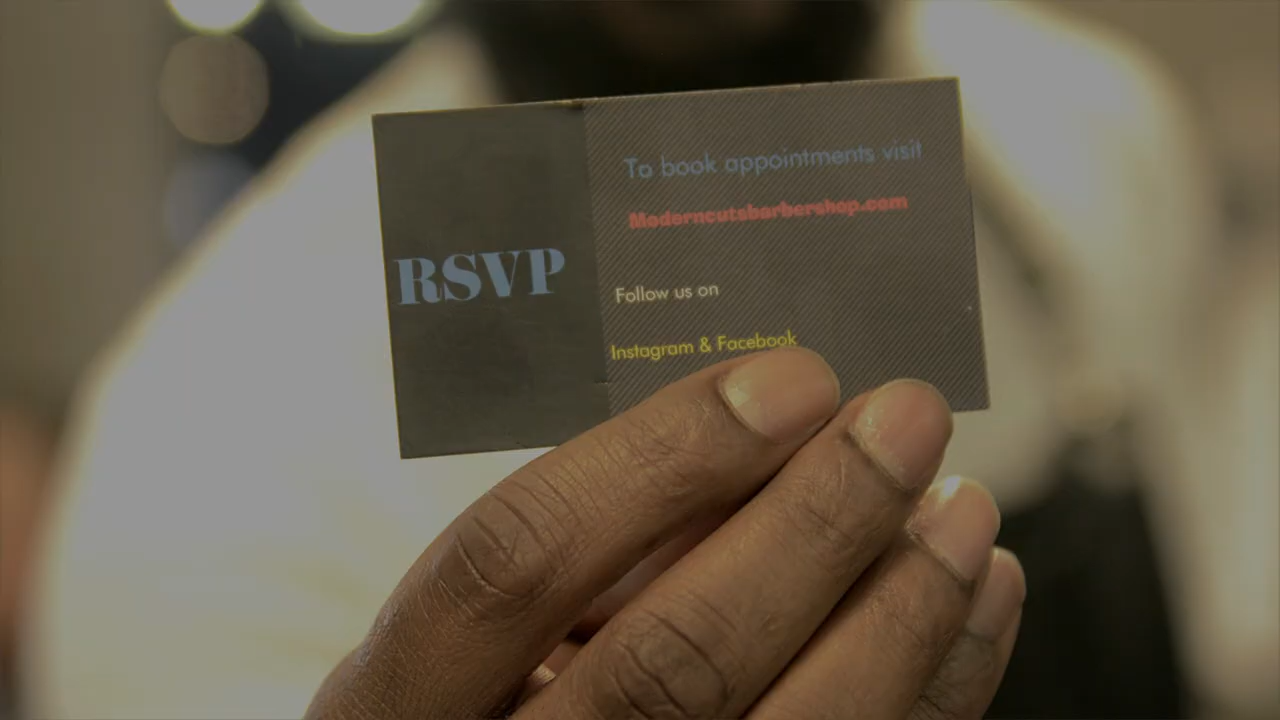 RSVP
To book appointments visit
Moderncutsbarbershop.com
Follow us on
Instagram & Facebook